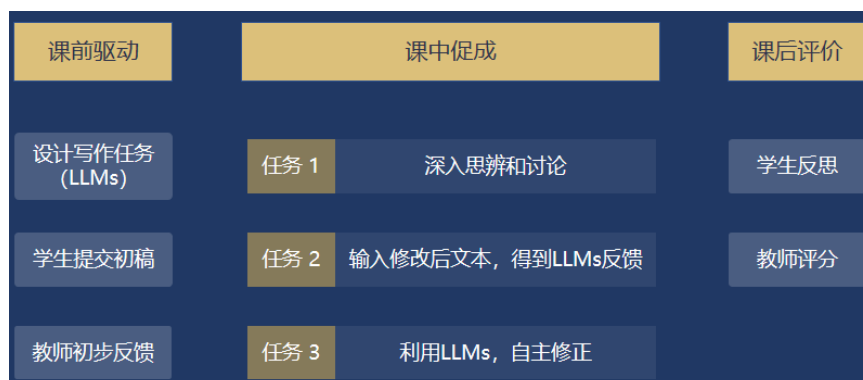 课前驱动
课中促成
课后评价
设计写作任务
(LLMs)
任务 1
深入思辨和讨论
学生反思
学生提交初稿
任务 2
输入修改后文本，得到LLMs反馈
教师评分
教师初步反馈
任务 3
利用LLMs，自主修正